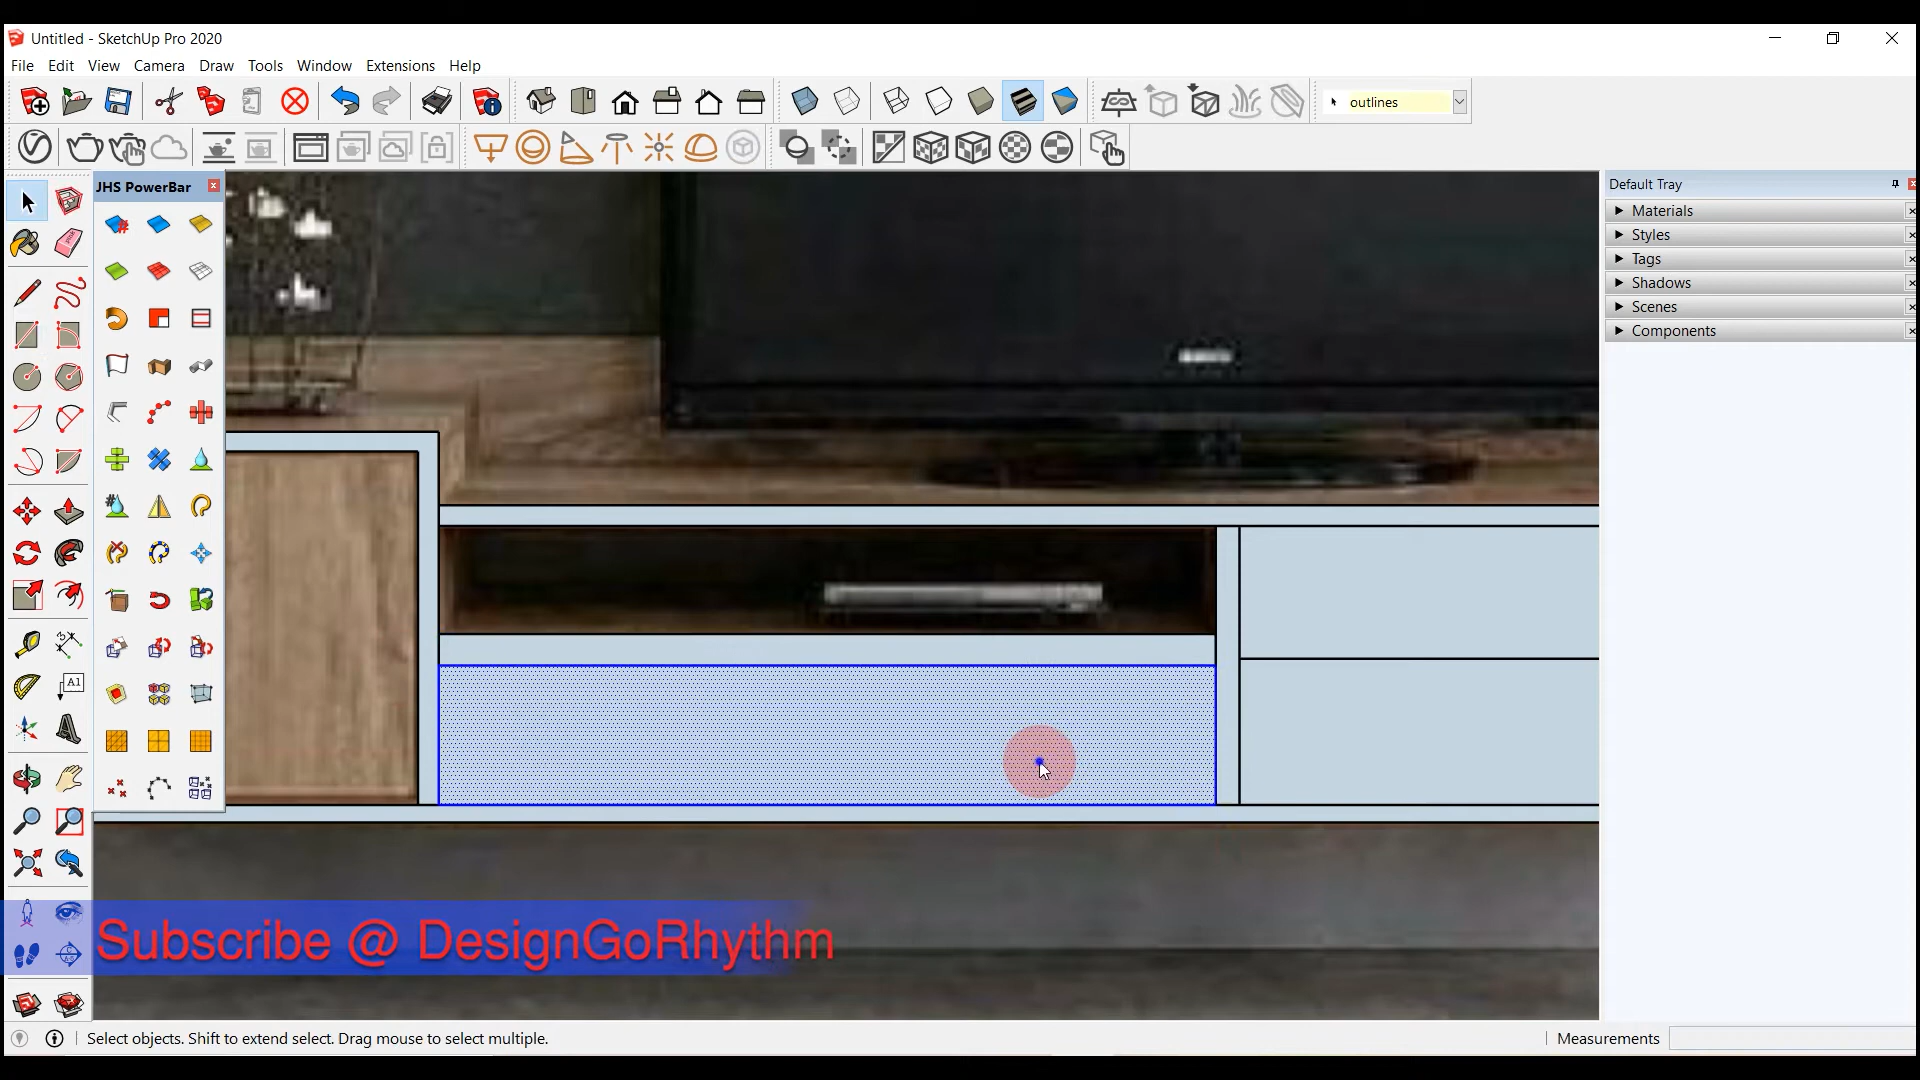 Untitled - SketchUp Pro 2020
File Edit View Camera Draw Tools Window Extensions Help
outlines
JHS PowerBar
Default Tray
Materials
Styles
Tags
Shadows
Scenes
Components
A1
Subscribe @ DesignGoRhythm
Select objects. Shift to extend select. Drag mouse to select multiple.
Measurements